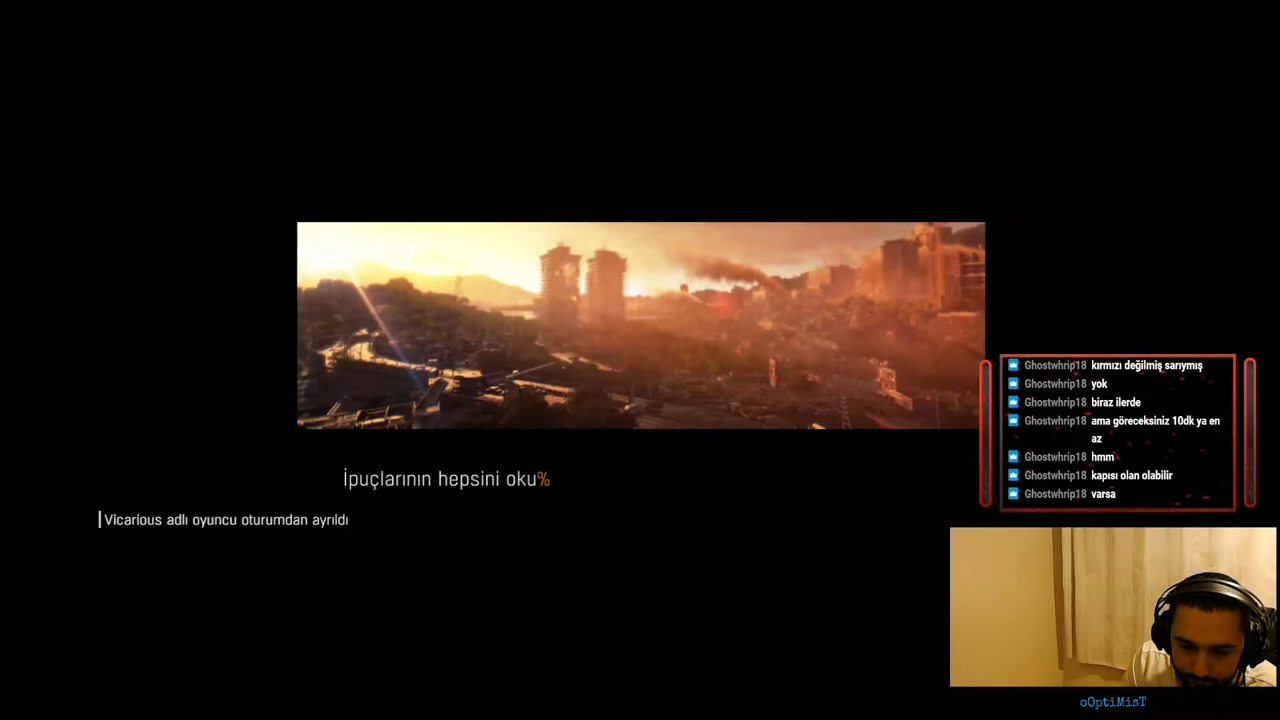 İpuçlarının hepsini oku%
Vicarious adlı oyuncu oturumdan ayrıldı
Ghostwhrip18 kırmızı değilmiş sarıymış
Ghostwhrip18 yok
Ghostwhrip18 biraz ilerde
Ghostwhrip18 ama göreceksiniz 10dk ya en
az
Ghostwhrip18 hmm
Ghostwhrip18 kapısı olan olabilir
Ghostwhrip18 varsa
oOptiMisT